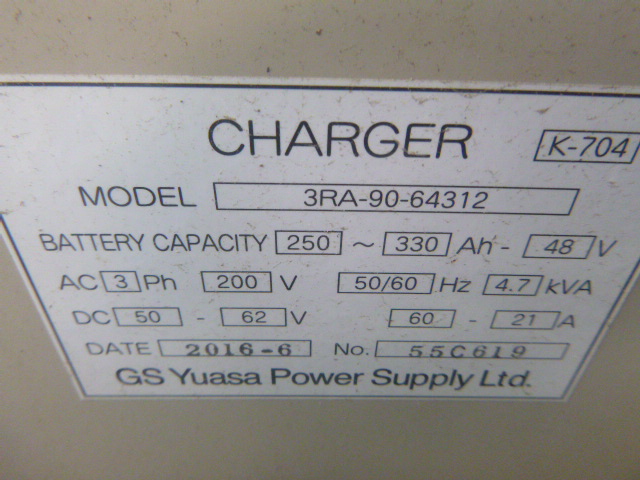 CHARGER K-704
MODEL 3RA-90-64312
BATTERY CAPACITY 250 ~ 330 Ah - 48 V
AC 3 Ph 200 V 50/60 Hz 4.7 kVA
DC 50 - 62 V 60 - 21 A
DATE 2016-6 No. 55C619
GS Yuasa Power Supply Ltd.